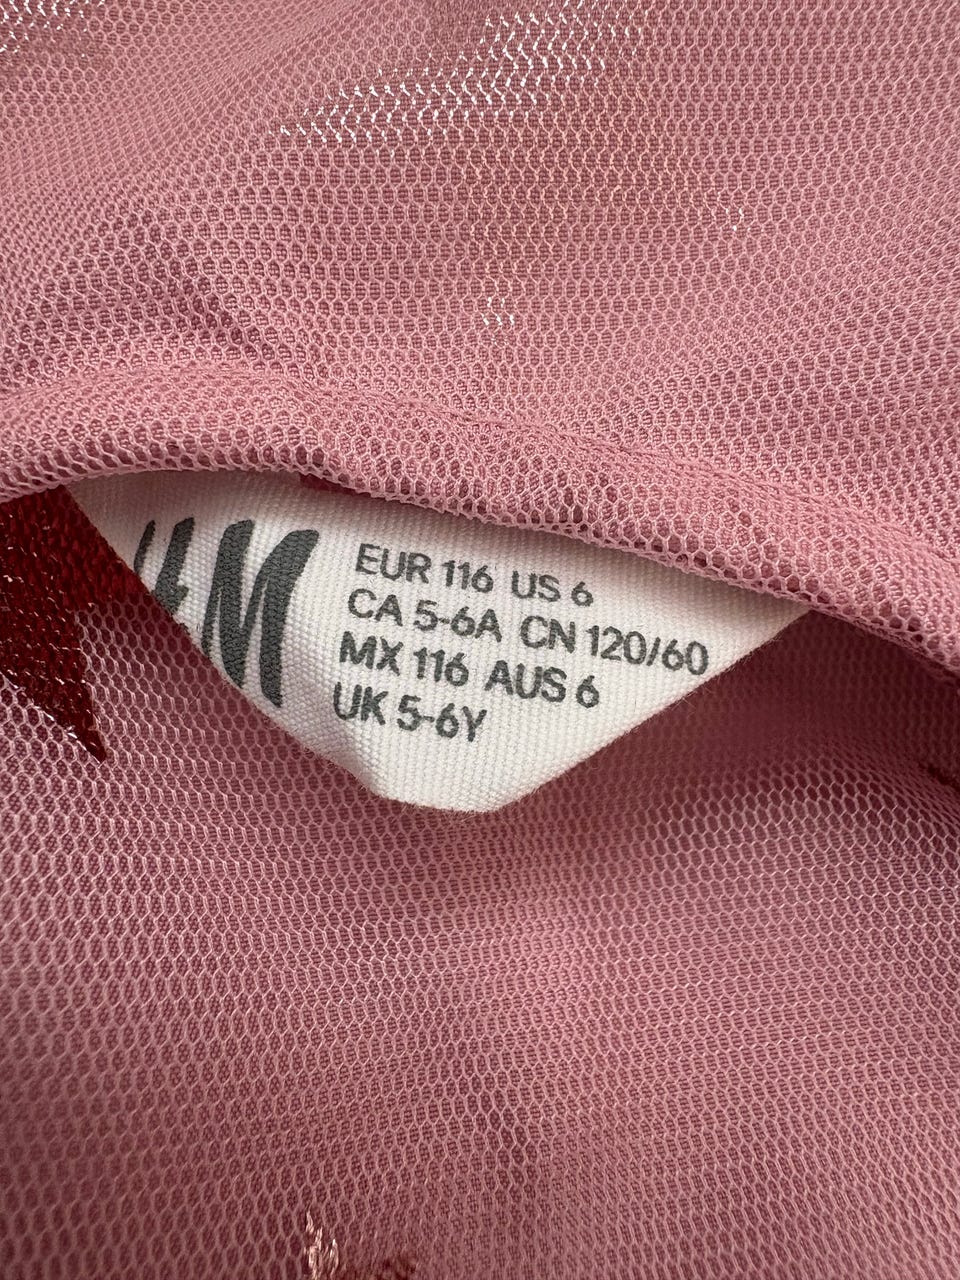 H&M
EUR 116 US 6
CA 5-6A CN 120/60
MX 116 AUS 6
UK 5-6Y